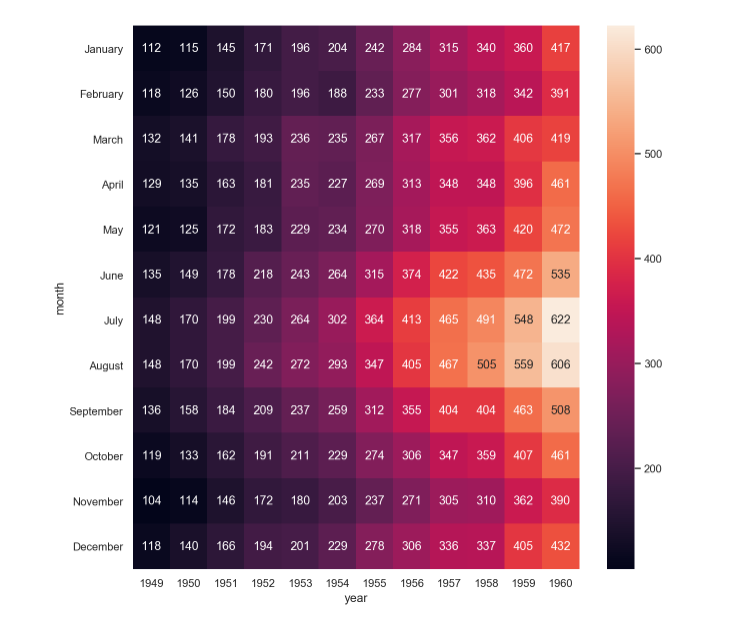 January 112 115 145 171 196 204 242 284 315 340 360 417
February 118 126 150 180 196 188 233 277 301 318 342 391
March 132 141 178 193 236 235 267 317 356 362 406 419
April 129 135 163 181 235 227 269 313 348 348 396 461
May 121 125 172 183 229 234 270 318 355 363 420 472
June 135 149 178 218 243 264 315 374 422 435 472 535
July 148 170 199 230 264 302 364 413 465 491 548 622
August 148 170 199 242 272 293 347 405 467 505 559 606
September 136 158 184 209 237 259 312 355 404 404 463 508
October 119 133 162 191 211 229 274 306 347 359 407 461
November 104 114 146 172 180 203 237 271 305 310 362 390
December 118 140 166 194 201 229 278 306 336 337 405 432
1949 1950 1951 1952 1953 1954 1955 1956 1957 1958 1959 1960
year
month
600
500
400
300
200